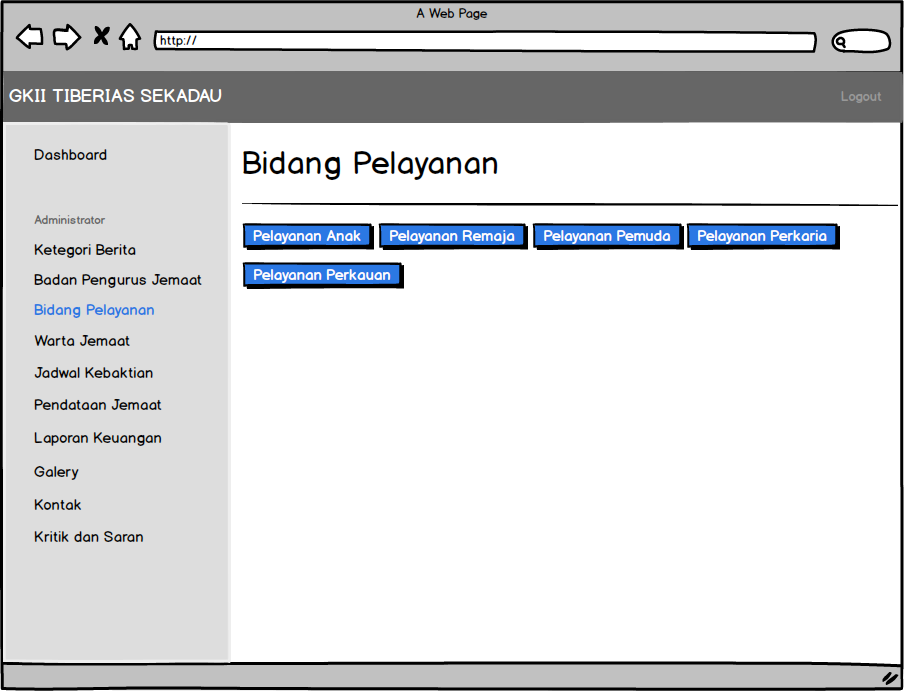 A Web Page
http://
GKII TIBERIAS SEKADAU
Logout
Dashboard
Administrator
Ketegori Berita
Badan Pengurus Jemaat
Bidang Pelayanan
Warta Jemaat
Jadwal Kebaktian
Pendataan Jemaat
Laporan Keuangan
Galery
Kontak
Kritik dan Saran
Bidang Pelayanan
Pelayanan Anak Pelayanan Remaja Pelayanan Pemuda Pelayanan Perkaria
Pelayanan Perkauan